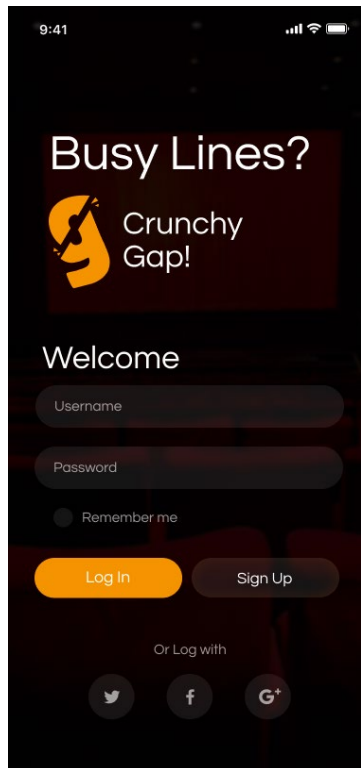 9:41
Busy Lines?
Crunchy
Gap!
Welcome
Username
Password
Remember me
Log In
Sign Up
Or Log with
f
G+